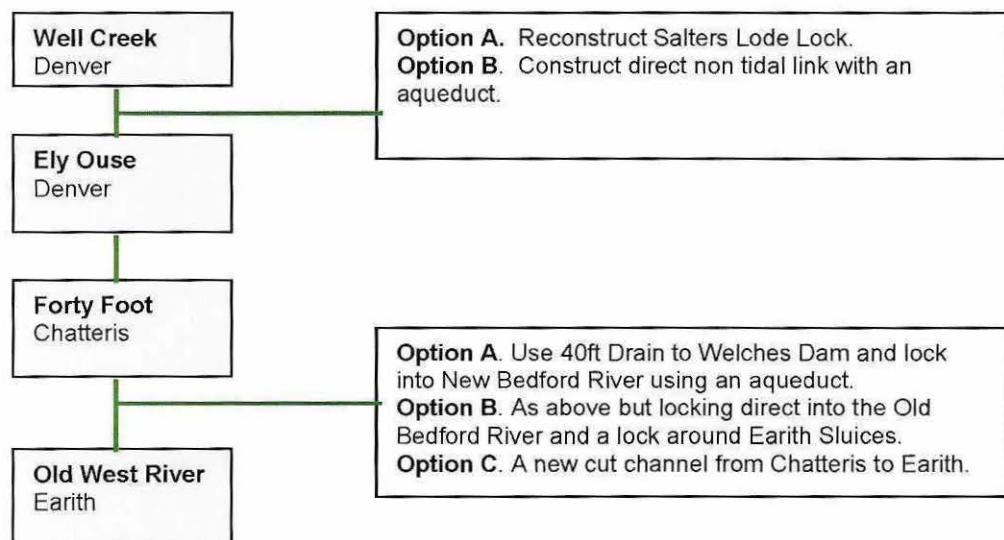 Well Creek
Denver
Option A. Reconstruct Salters Lode Lock.
Option B. Construct direct non tidal link with an
aqueduct.
Ely Ouse
Denver
Forty Foot
Chatteris
Option A. Use 40ft Drain to Welches Dam and lock
into New Bedford River using an aqueduct.
Option B. As above but locking direct into the Old
Bedford River and a lock around Earith Sluices.
Option C. A new cut channel from Chatteris to Earith.
Old West River
Earith